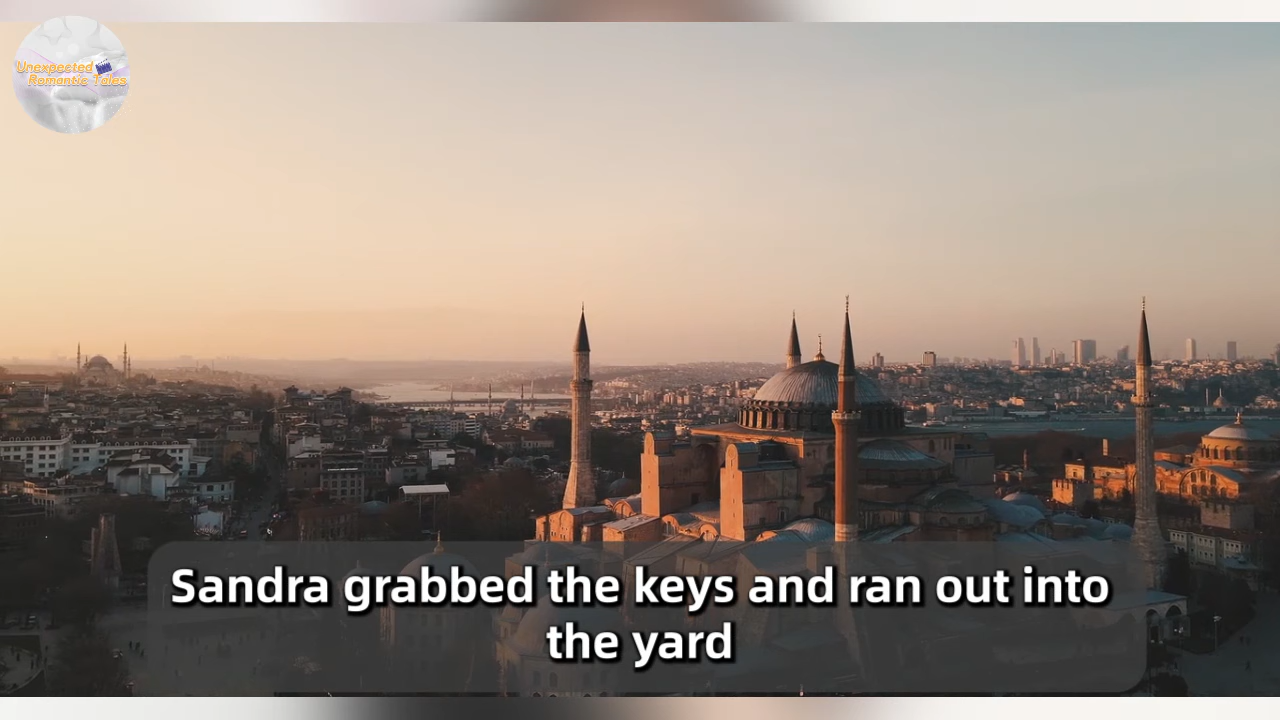 Unexpected
Romantic Tales
Sandra grabbed the keys and ran out into
the yard